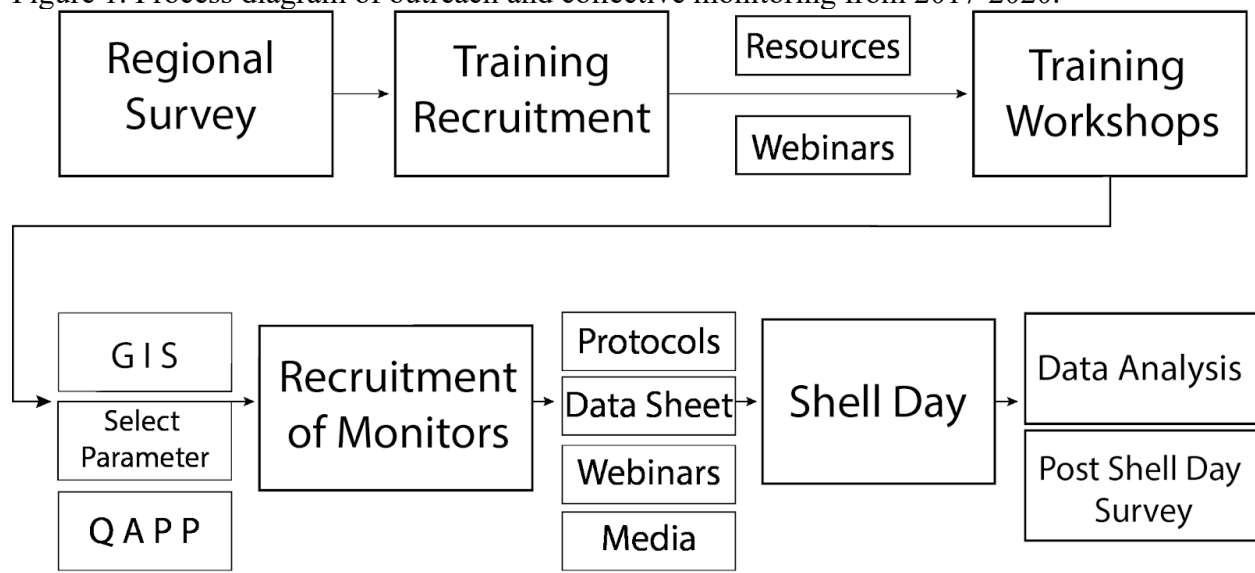 Figure 1. Process diagram of outreach and collective monitoring from 2017-2020.
Regional
Survey
Training
Recruitment
Resources
Webinars
Training
Workshops
G I S
Select
Parameter
Q A P P
Recruitment
of Monitors
Protocols
Data Sheet
Webinars
Media
Shell Day
Data Analysis
Post Shell Day
Survey